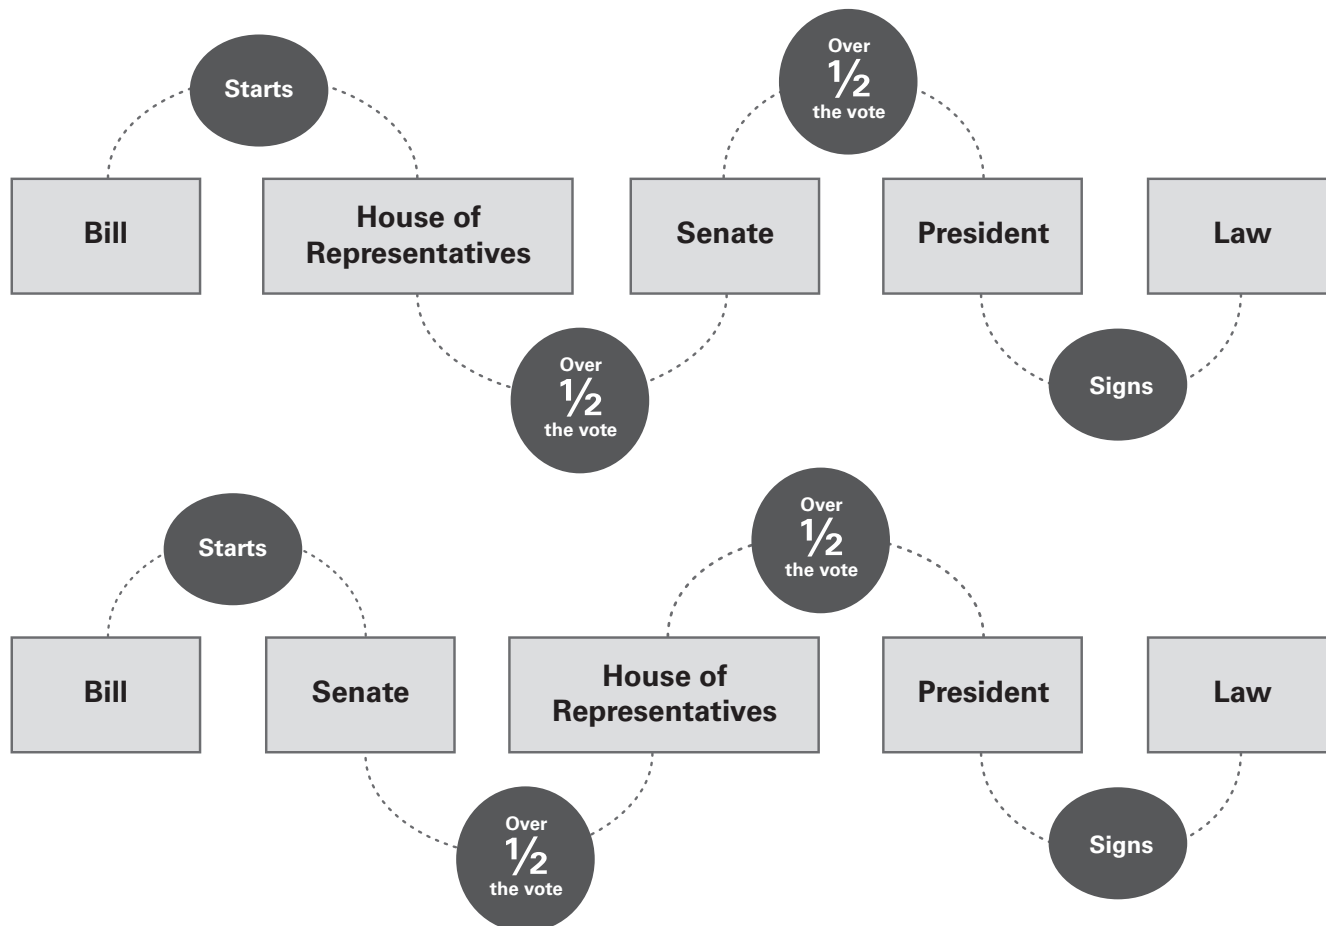 Starts
Over
½
the vote
Bill
House of
Representatives
Senate
President
Law
Over
½
the vote
Signs
Starts
Over
½
the vote
Bill
Senate
House of
Representatives
President
Law
Over
½
the vote
Signs